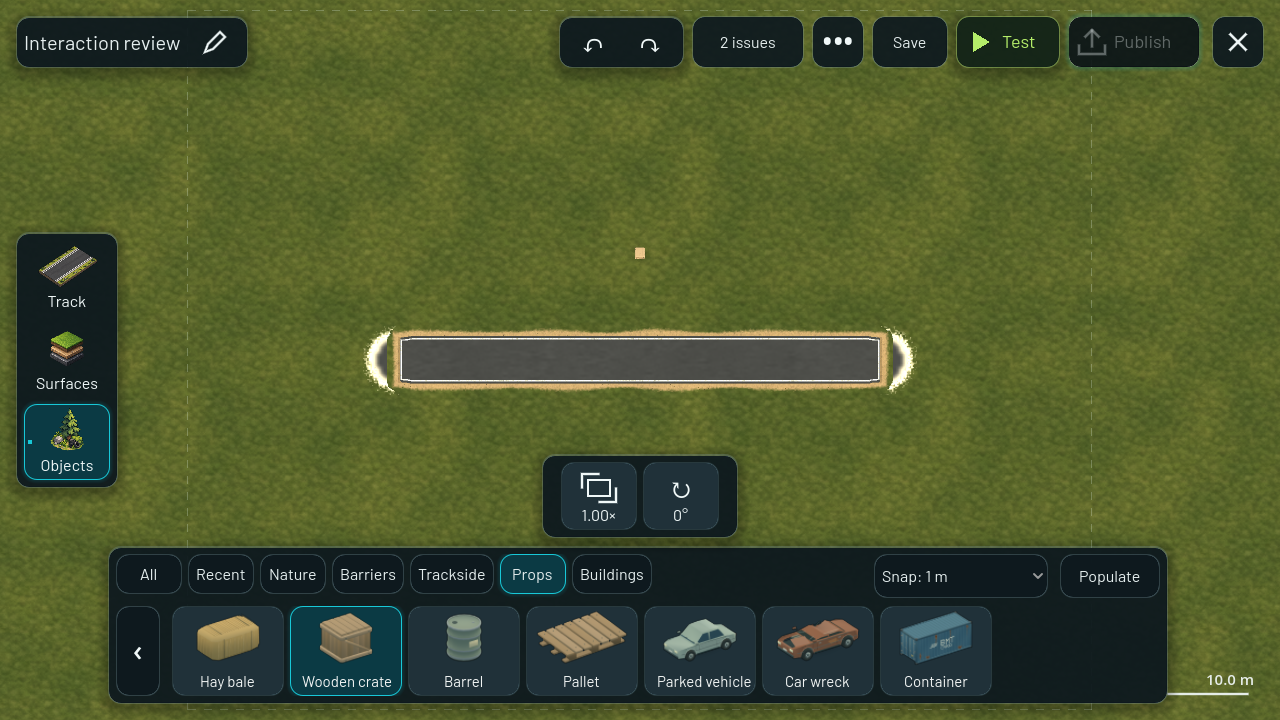 Interaction review
2 issues
Save
Test
Publish
Track
Surfaces
Objects
1.00×
0°
All
Recent
Nature
Barriers
Trackside
Props
Buildings
Snap: 1 m
Populate
Hay bale
Wooden crate
Barrel
Pallet
Parked vehicle
Car wreck
Container
10.0 m